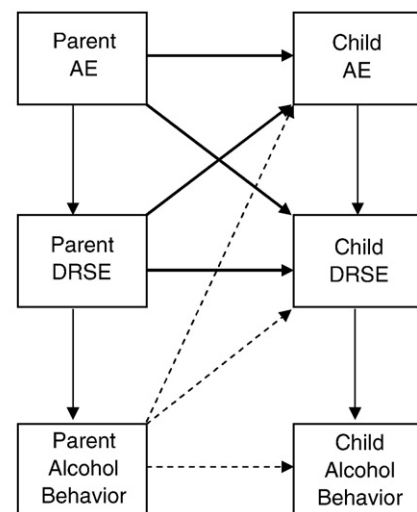 Parent
AE
Child
AE
Parent
DRSE
Child
DRSE
Parent
Alcohol
Behavior
Child
Alcohol
Behavior